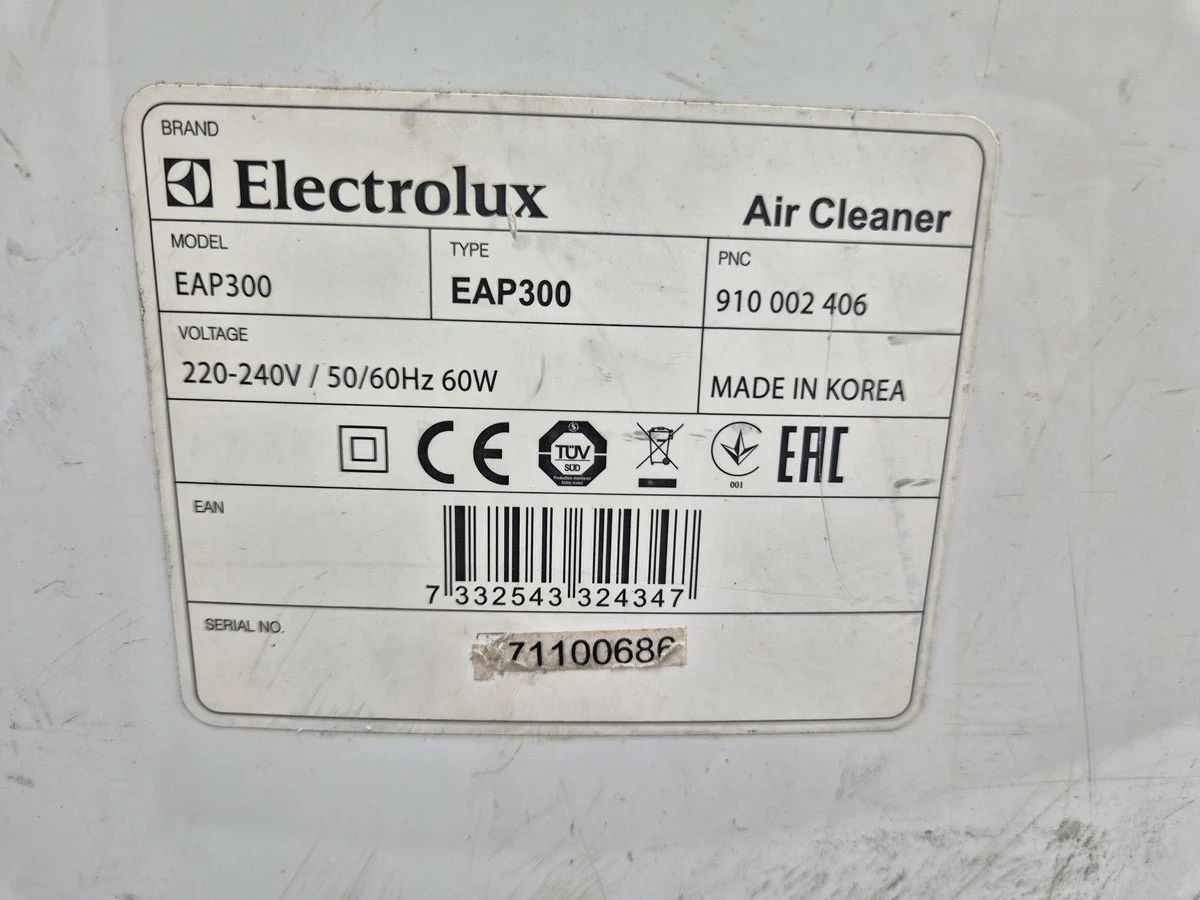 BRAND
Electrolux Air Cleaner
MODEL TYPE PNC
EAP300 EAP300 910 002 406
VOLTAGE
220-240V / 50/60Hz 60W MADE IN KOREA
CE TÜV SÜD 001 EAC
EAN
7 332543 324347
SERIAL NO.
71100686